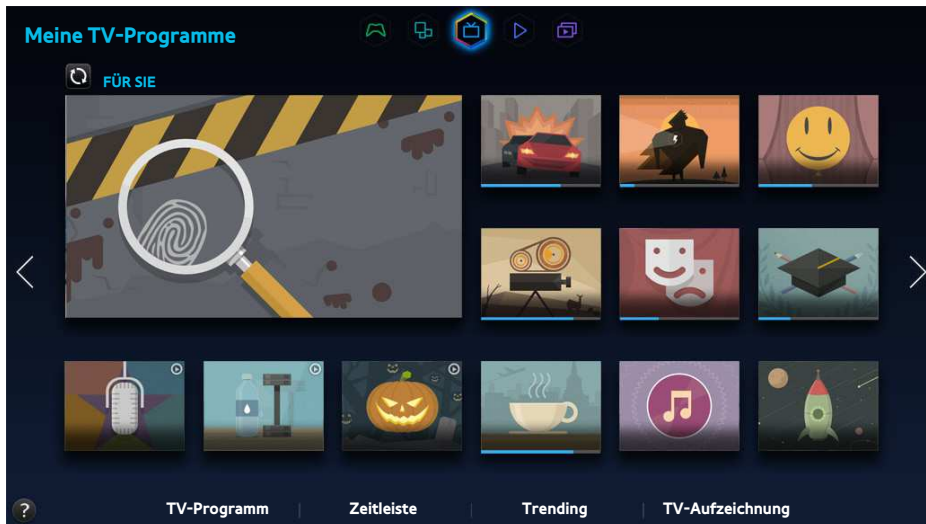 Meine TV-Programme
FÜR SIE
?
TV-Programm
Zeitleiste
Trending
TV-Aufzeichnung